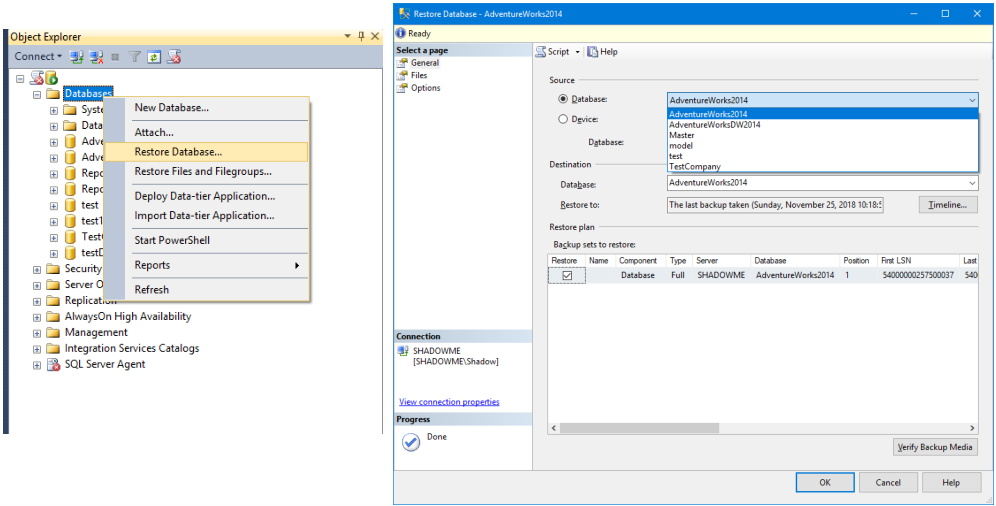 Object Explorer
Connect
Databases
New Database...
Attach...
Restore Database...
Restore Files and Filegroups...
Deploy Data-tier Application...
Import Data-tier Application...
Start PowerShell
Reports
Refresh
Syste
Data
Adve
Adve
Repo
Repo
test
test1
TestC
testD
Security
Server O
Replication
AlwaysOn High Availability
Management
Integration Services Catalogs
SQL Server Agent
Restore Database - AdventureWorks2014
Ready
Select a page
General
Files
Options
Script
Help
Source
Database:
AdventureWorks2014
AdventureWorks2014
AdventureWorksDW2014
Master
model
test
TestCompany
Device:
Database:
Destination
Database:
AdventureWorks2014
Restore to:
The last backup taken (Sunday, November 25, 2018 10:18:5
Timeline...
Restore plan
Backup sets to restore:
Restore Name Component Type Server Database Position First LSN Last
Database Full SHADOWME AdventureWorks2014 1 54000000257500037 540
Connection
SHADOWME
[SHADOWME\Shadow]
View connection properties
Progress
Done
Verify Backup Media
OK Cancel Help